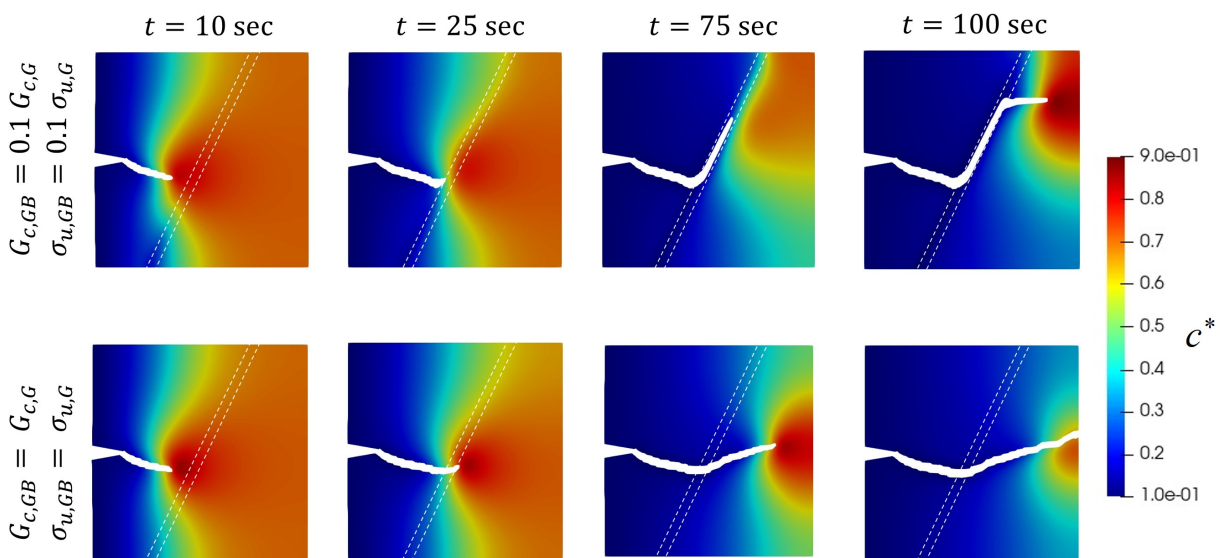 t = 10 sec
t = 25 sec
t = 75 sec
t = 100 sec
G_{c,GB} = 0.1 G_{c,G}
σ_{u,GB} = 0.1 σ_{u,G}
G_{c,GB} = G_{c,G}
σ_{u,GB} = σ_{u,G}
9.0e-01
0.8
0.7
0.6
0.5
0.4
0.3
0.2
1.0e-01
c*